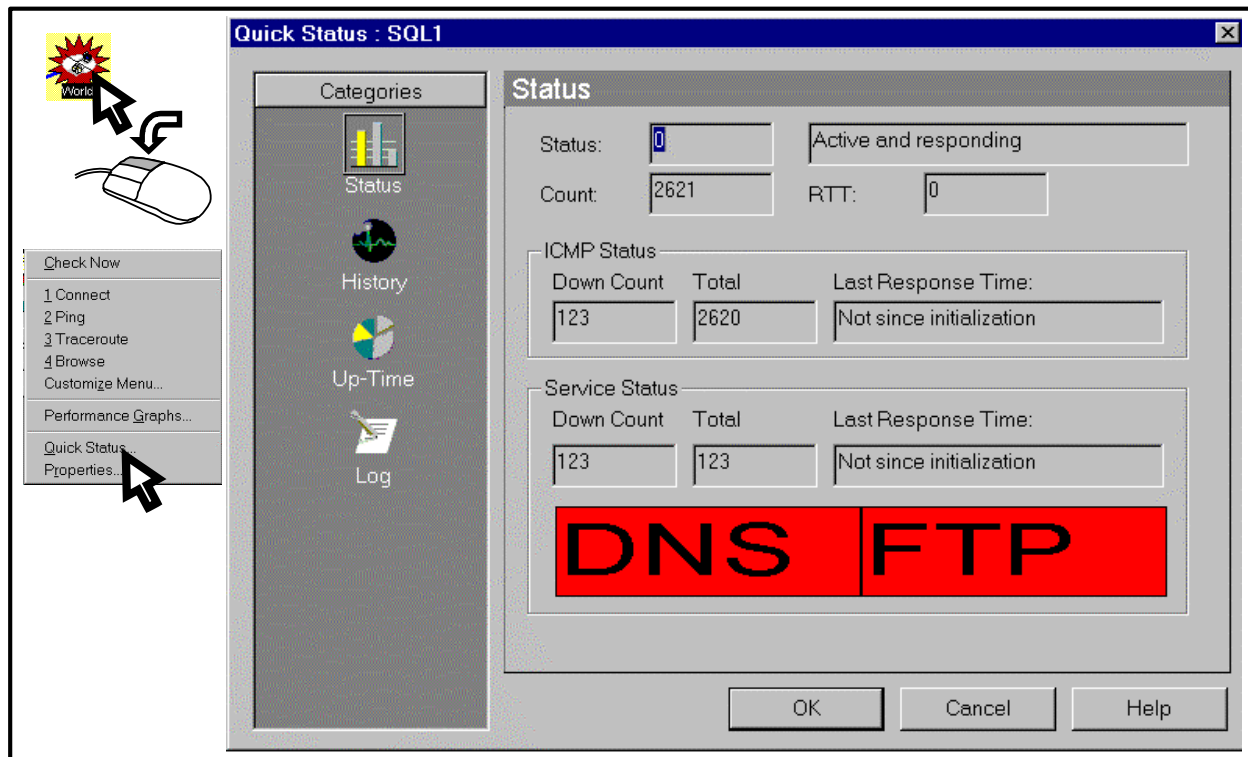 World
Check Now
1 Connect
2 Ping
3 Traceroute
4 Browse
Customize Menu...
Performance Graphs...
Quick Status...
Properties...
Quick Status : SQL1
Categories
Status
History
Up-Time
Log
Status
Status: 0 Active and responding
Count: 2621 RTT: 0
ICMP Status
Down Count Total Last Response Time:
123 2620 Not since initialization
Service Status
Down Count Total Last Response Time:
123 123 Not since initialization
DNS FTP
OK Cancel Help